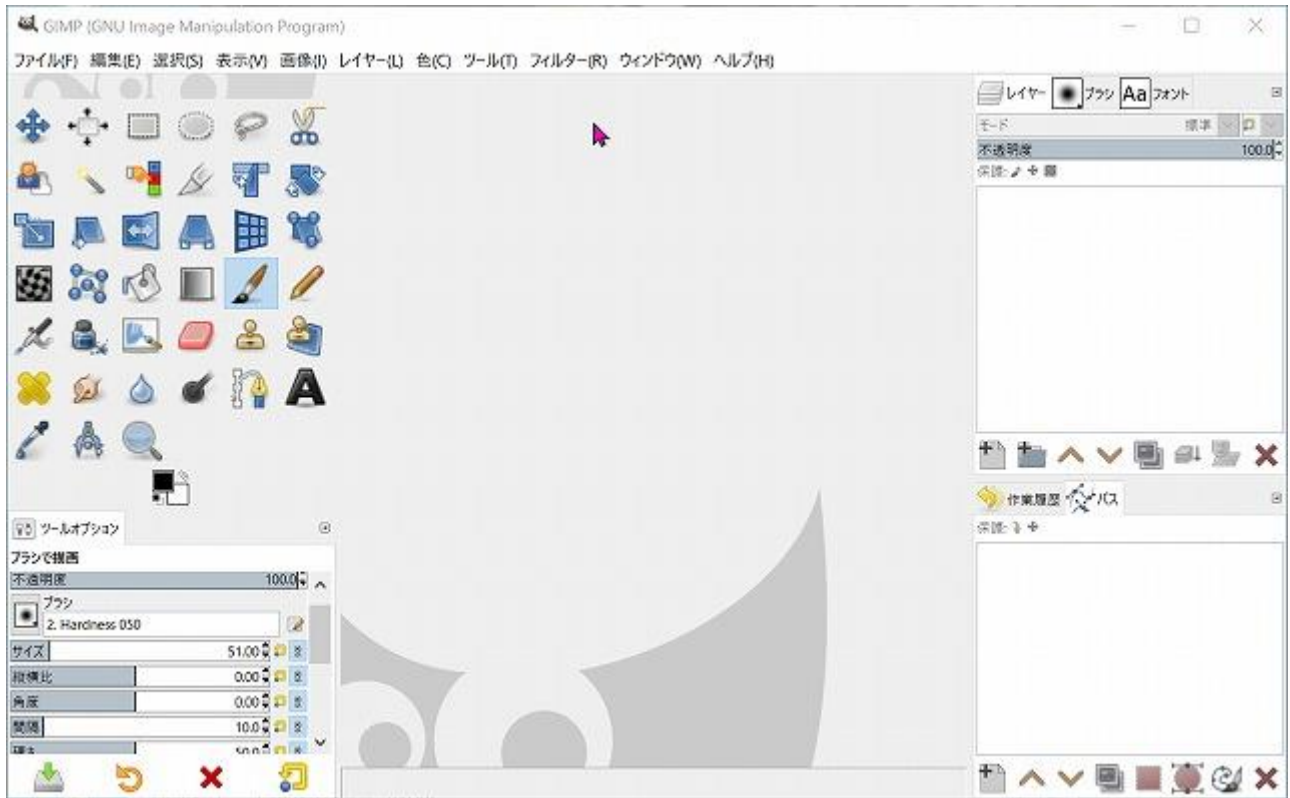 GIMP (GNU Image Manipulation Program)
ファイル(F) 編集(E) 選択(S) 表示(V) 画像(I) レイヤー(L) 色(C) ツール(T) フィルター(R) ウィンドウ(W) ヘルプ(H)
レイヤー ブラシ Aa フォント
モード 標準
不透明度 100.0
保護:
作業履歴 パス
保護:
ツールオプション
ブラシで描画
不透明度 100.0
ブラシ
2. Hardness 050
サイズ 51.00
縦横比 0.00
角度 0.00
間隔 10.0
硬さ 50.0